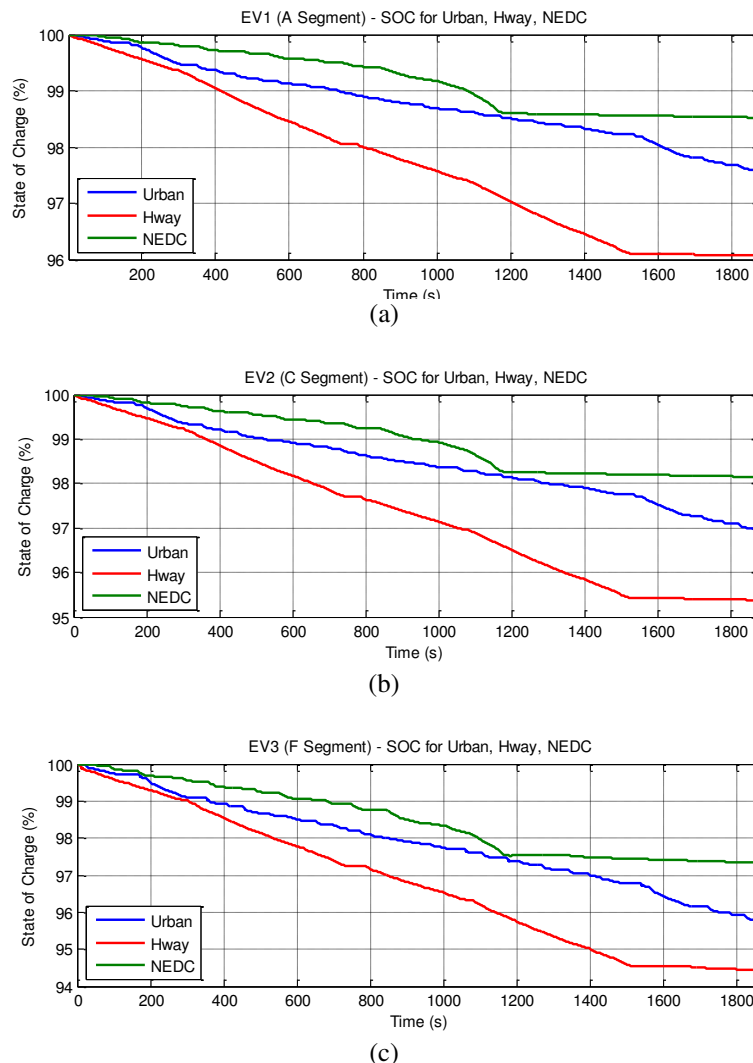 EV1 (A Segment) - SOC for Urban, Hway, NEDC
100
99
98
97
96
State of Charge (%)
Urban
Hway
NEDC
200 400 600 800 1000 1200 1400 1600 1800
Time (s)
(a)
EV2 (C Segment) - SOC for Urban, Hway, NEDC
100
99
98
97
96
95
State of Charge (%)
Urban
Hway
NEDC
0 200 400 600 800 1000 1200 1400 1600 1800
Time (s)
(b)
EV3 (F Segment) - SOC for Urban, Hway, NEDC
100
99
98
97
96
95
94
State of Charge (%)
Urban
Hway
NEDC
0 200 400 600 800 1000 1200 1400 1600 1800
Time (s)
(c)